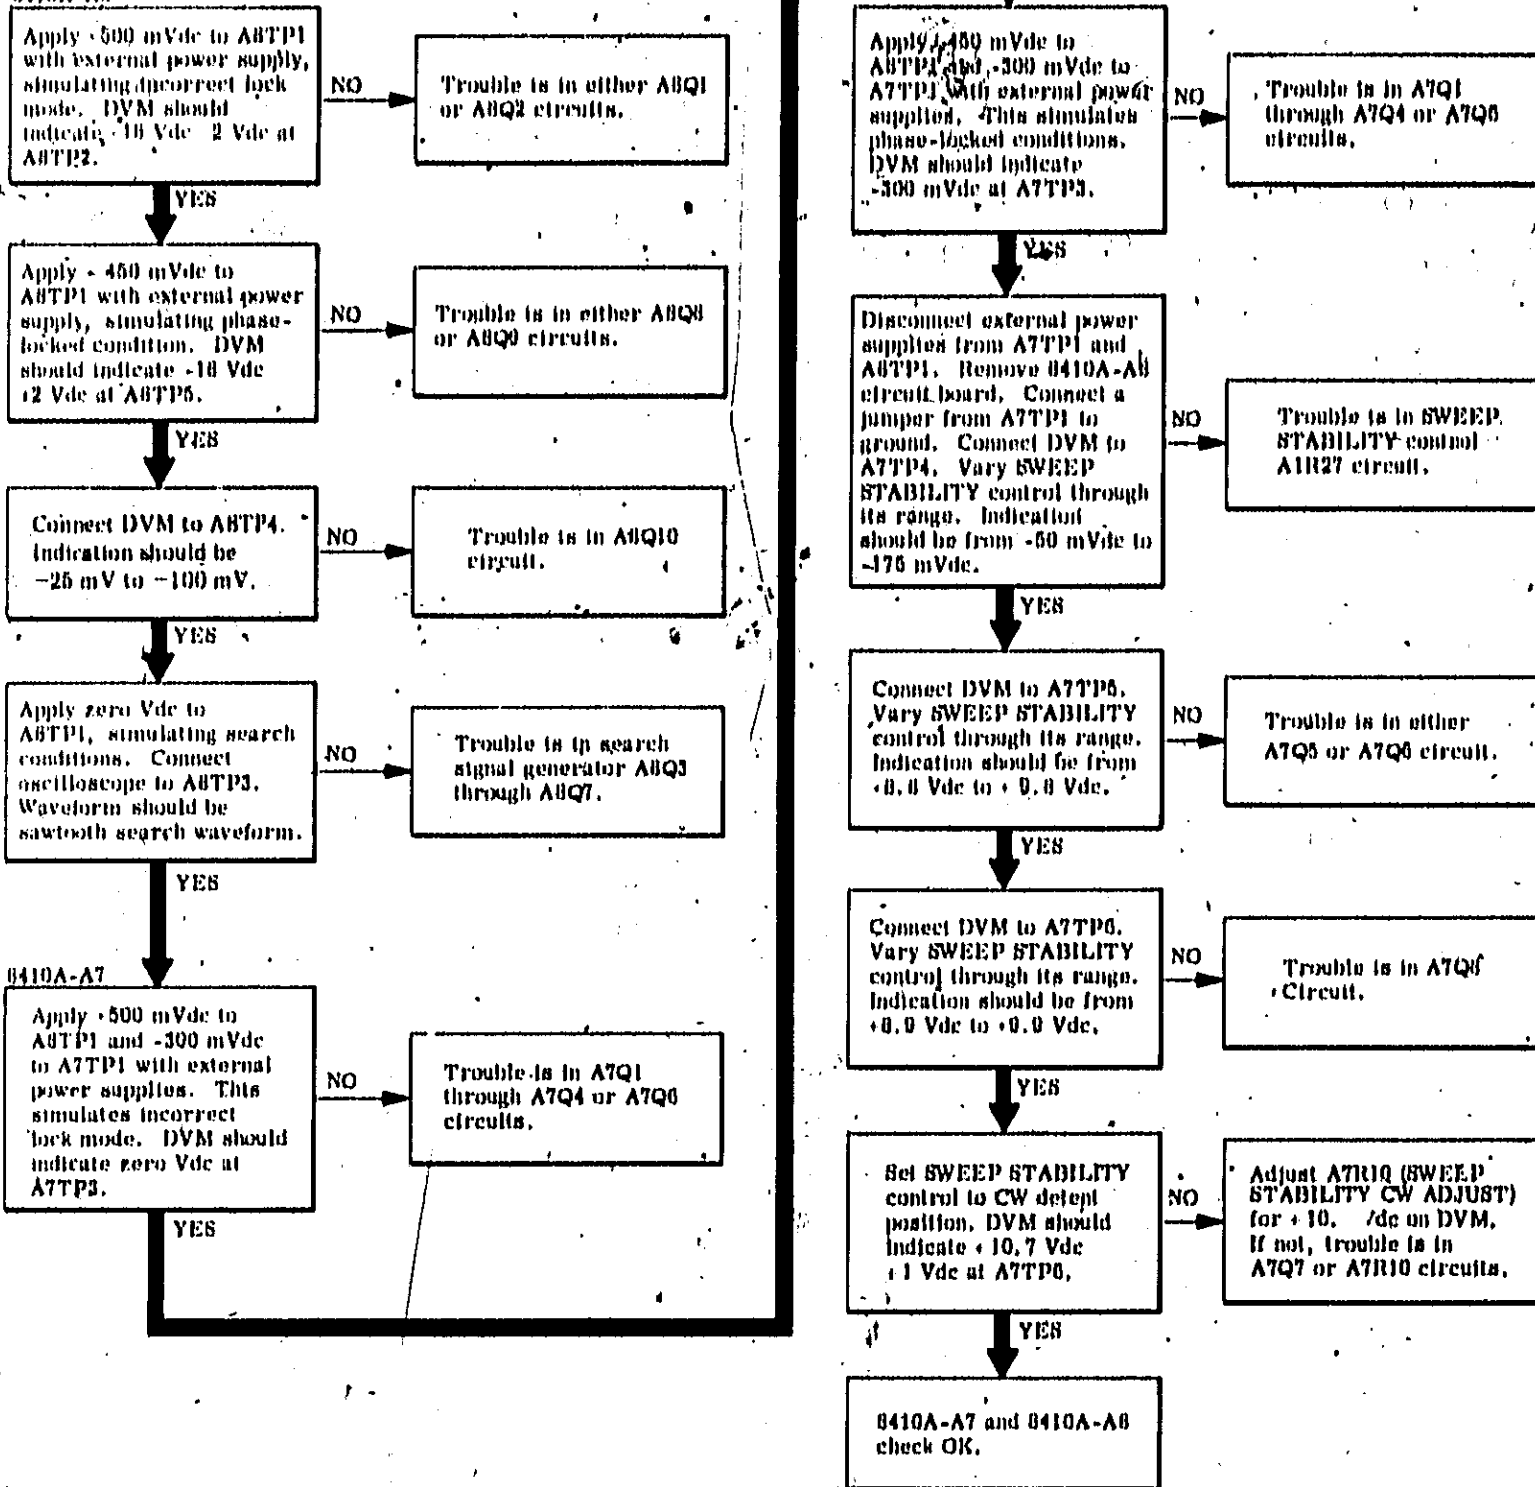 Apply +500 mVdc to A8TP1
with external power supply,
simulating incorrect lock
mode. DVM should
indicate -18 Vdc 2 Vdc at
A8TP2.
NO
Trouble is in either A8Q1
or A8Q2 circuits.
YES
Apply - 450 mVdc to
A8TP1 with external power
supply, simulating phase-
locked condition. DVM
should indicate -18 Vdc
±2 Vdc at A8TP5.
NO
Trouble is in either A8Q8
or A8Q9 circuits.
YES
Connect DVM to A8TP4.
Indication should be
-25 mV to -100 mV.
NO
Trouble is in A8Q10
circuit.
YES
Apply zero Vdc to
A8TP1, simulating search
conditions. Connect
oscilloscope to A8TP3.
Waveform should be
sawtooth search waveform.
NO
Trouble is in search
signal generator A8Q3
through A8Q7.
YES
8410A-A7
Apply +500 mVdc to
A8TP1 and -300 mVdc
to A7TP1 with external
power supplies. This
simulates incorrect
lock mode. DVM should
indicate zero Vdc at
A7TP3.
NO
Trouble is in A7Q1
through A7Q4 or A7Q6
circuits.
YES
Apply 450 mVdc to
A8TP1 and -300 mVdc to
A7TP1 with external power
supplies. This simulates
phase-locked conditions.
DVM should indicate
-300 mVdc at A7TP3.
NO
Trouble is in A7Q1
through A7Q4 or A7Q6
circuits.
YES
Disconnect external power
supplies from A7TP1 and
A8TP1. Remove 8410A-A8
circuit board. Connect a
jumper from A7TP1 to
ground. Connect DVM to
A7TP4. Vary SWEEP
STABILITY control through
its range. Indication
should be from -50 mVdc to
-175 mVdc.
NO
Trouble is in SWEEP
STABILITY control
A1R27 circuit.
YES
Connect DVM to A7TP5.
Vary SWEEP STABILITY
control through its range.
Indication should be from
Vdc to Vdc.
NO
Trouble is in either
A7Q5 or A7Q6 circuit.
YES
Connect DVM to A7TP6.
Vary SWEEP STABILITY
control through its range.
Indication should be from
Vdc to Vdc.
NO
Trouble is in
Circuit.
YES
Set SWEEP STABILITY
control to CW detent
position. DVM should
indicate +10.7 Vdc
±1 Vdc at A7TP6.
NO
Adjust A7R10 (SWEEP
STABILITY CW ADJUST)
for +10. /dc on DVM.
If not, trouble is in
A7Q7 or A7R10 circuits.
YES
8410A-A7 and 8410A-A8
check OK.